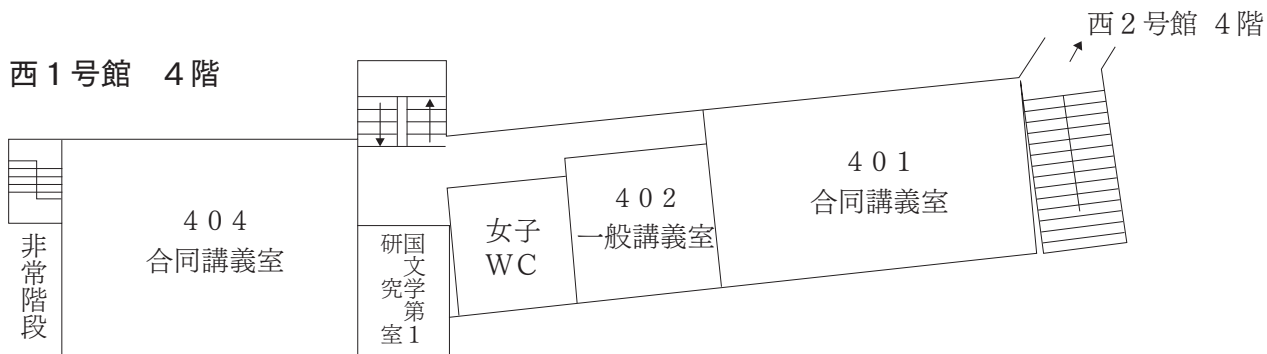 西２号館 ４階
西１号館　４階
４０４
合同講義室
非常階段
国文学第１
研究室
女子
ＷＣ
４０２
一般講義室
４０１
合同講義室